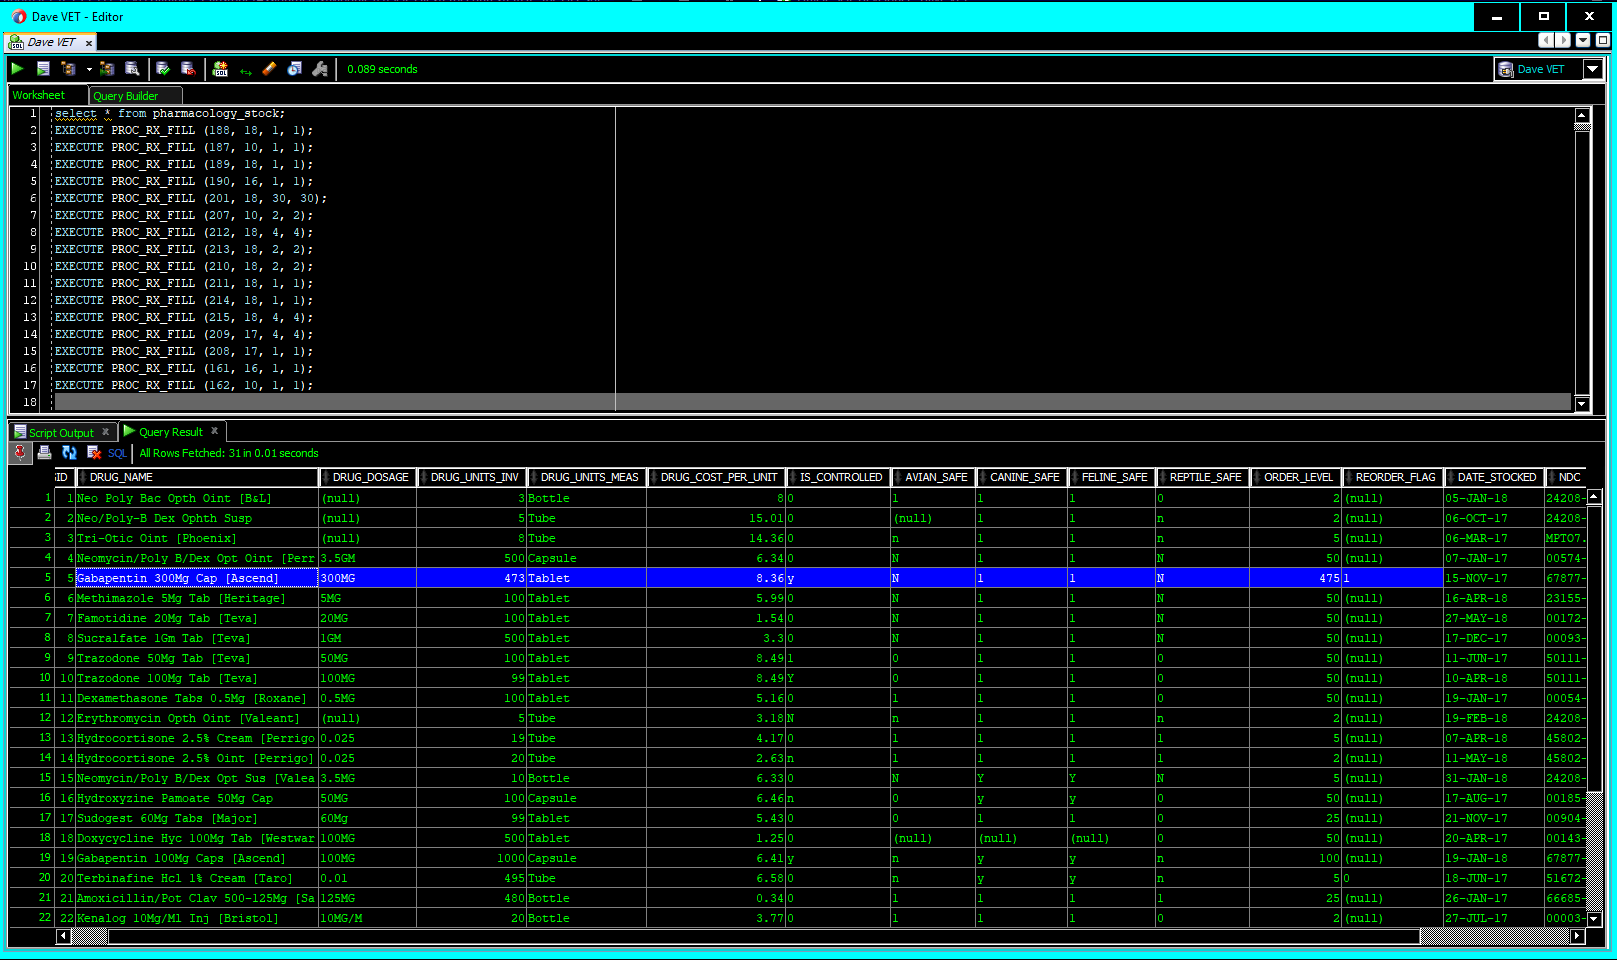 Dave VET - Editor
Dave VET
0.089 seconds
Dave VET
Worksheet Query Builder
1 select * from pharmacology_stock;
2 EXECUTE PROC_RX_FILL (188, 18, 1, 1);
3 EXECUTE PROC_RX_FILL (187, 10, 1, 1);
4 EXECUTE PROC_RX_FILL (189, 18, 1, 1);
5 EXECUTE PROC_RX_FILL (190, 16, 1, 1);
6 EXECUTE PROC_RX_FILL (201, 18, 30, 30);
7 EXECUTE PROC_RX_FILL (207, 10, 2, 2);
8 EXECUTE PROC_RX_FILL (212, 18, 4, 4);
9 EXECUTE PROC_RX_FILL (213, 18, 2, 2);
10 EXECUTE PROC_RX_FILL (210, 18, 2, 2);
11 EXECUTE PROC_RX_FILL (211, 18, 1, 1);
12 EXECUTE PROC_RX_FILL (214, 18, 1, 1);
13 EXECUTE PROC_RX_FILL (215, 18, 4, 4);
14 EXECUTE PROC_RX_FILL (209, 17, 4, 4);
15 EXECUTE PROC_RX_FILL (208, 17, 1, 1);
16 EXECUTE PROC_RX_FILL (161, 16, 1, 1);
17 EXECUTE PROC_RX_FILL (162, 10, 1, 1);
18
Script Output Query Result
SQL All Rows Fetched: 31 in 0.01 seconds
ID DRUG_NAME DRUG_DOSAGE DRUG_UNITS_INV DRUG_UNITS_MEAS DRUG_COST_PER_UNIT IS_CONTROLLED AVIAN_SAFE CANINE_SAFE FELINE_SAFE REPTILE_SAFE ORDER_LEVEL REORDER_FLAG DATE_STOCKED NDC
1 1 Neo Poly Bac Opth Oint [B&L] (null) 3 Bottle 8 0 1 1 1 0 2 (null) 05-JAN-18 24208-
2 2 Neo/Poly-B Dex Ophth Susp (null) 5 Tube 15.01 0 (null) 1 1 n 2 (null) 06-OCT-17 24208-
3 3 Tri-Otic Oint [Phoenix] (null) 8 Tube 14.36 0 n 1 1 n 5 (null) 06-MAR-17 MPT07.
4 4 Neomycin/Poly B/Dex Opt Oint [Perr 3.5GM 500 Capsule 6.34 0 N 1 1 N 50 (null) 07-JAN-18 00574-
5 5 Gabapentin 300Mg Cap [Ascend] 300MG 473 Tablet 8.36 y N 1 1 N 475 1 15-NOV-17 67877-
6 6 Methimazole 5Mg Tab [Heritage] 5MG 100 Tablet 5.99 0 N 1 1 N 50 (null) 16-APR-18 23155-
7 7 Famotidine 20Mg Tab [Teva] 20MG 100 Tablet 1.54 0 N 1 1 N 50 (null) 27-MAY-18 00172-
8 8 Sucralfate 1Gm Tab [Teva] 1GM 500 Tablet 3.3 0 N 1 1 N 50 (null) 17-DEC-17 00093-
9 9 Trazodone 50Mg Tab [Teva] 50MG 100 Tablet 8.49 1 0 1 1 0 50 (null) 11-JUN-17 50111-
10 10 Trazodone 100Mg Tab [Teva] 100MG 99 Tablet 8.49 Y 0 1 1 0 50 (null) 10-APR-18 50111-
11 11 Dexamethasone Tabs 0.5Mg [Roxane] 0.5MG 100 Tablet 5.16 0 1 1 1 0 50 (null) 19-JAN-17 00054-
12 12 Erythromycin Opth Oint [Valeant] (null) 5 Tube 3.18 N n 1 1 n 2 (null) 19-FEB-18 24208-
13 13 Hydrocortisone 2.5% Cream [Perrigo 0.025 19 Tube 4.17 0 1 1 1 1 5 (null) 07-APR-18 45802-
14 14 Hydrocortisone 2.5% Oint [Perrigo] 0.025 20 Tube 2.63 n 1 1 1 1 2 (null) 11-MAY-18 45802-
15 15 Neomycin/Poly B/Dex Opt Sus [Valea 3.5MG 10 Bottle 6.33 0 N Y Y N 5 (null) 31-JAN-18 24208-
16 16 Hydroxyzine Pamoate 50Mg Cap 50MG 100 Capsule 6.46 n 0 y y 0 50 (null) 17-AUG-17 00185-
17 17 Sudogest 60Mg Tabs [Major] 60Mg 99 Tablet 5.43 0 0 1 1 0 25 (null) 21-NOV-17 00904-
18 18 Doxycycline Hyc 100Mg Tab [Westwar 100MG 500 Tablet 1.25 0 (null) (null) (null) 0 50 (null) 20-APR-17 00143-
19 19 Gabapentin 100Mg Caps [Ascend] 100MG 1000 Capsule 6.41 y n y y n 100 (null) 19-JAN-18 67877-
20 20 Terbinafine Hcl 1% Cream [Taro] 0.01 495 Tube 6.58 0 n y y n 5 0 18-JUN-17 51672-
21 21 Amoxicillin/Pot Clav 500-125Mg [Sa 125MG 480 Bottle 0.34 0 1 1 1 1 25 (null) 26-JAN-17 66685-
22 22 Kenalog 10Mg/Ml Inj [Bristol] 10MG/M 20 Bottle 3.77 0 1 1 1 0 2 (null) 27-JUL-17 00003-